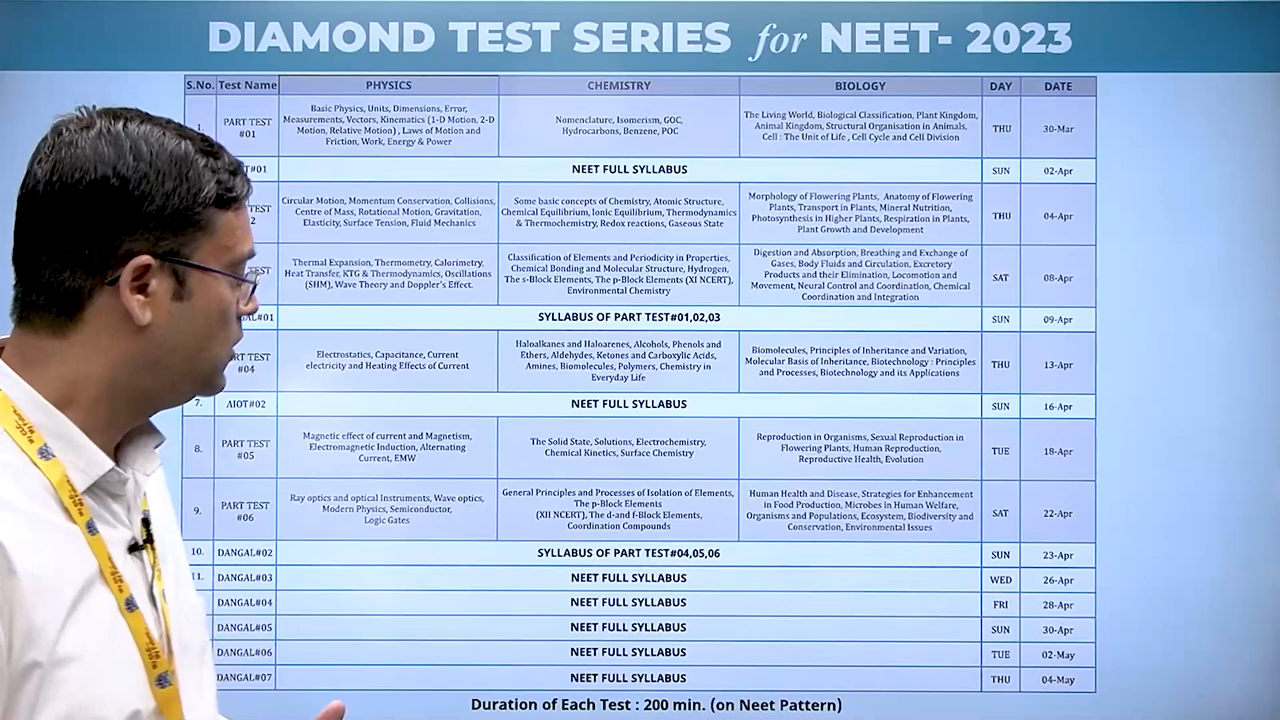 DIAMOND TEST SERIES for NEET- 2023
S.No. Test Name PHYSICS CHEMISTRY BIOLOGY DAY DATE
1. PART TEST #01
Basic Physics, Units, Dimensions, Error,
Measurements, Vectors, Kinematics (1-D Motion, 2-D
Motion, Relative Motion) , Laws of Motion and
Friction, Work, Energy & Power
Nomenclature, Isomerism, GOC,
Hydrocarbons, Benzene, POC
The Living World, Biological Classification, Plant Kingdom,
Animal Kingdom, Structural Organisation in Animals,
Cell : The Unit of Life , Cell Cycle and Cell Division
THU 30-Mar
#01 NEET FULL SYLLABUS SUN 02-Apr
TEST
Circular Motion, Momentum Conservation, Collisions,
Centre of Mass, Rotational Motion, Gravitation,
Elasticity, Surface Tension, Fluid Mechanics
Some basic concepts of Chemistry, Atomic Structure,
Chemical Equilibrium, Ionic Equilibrium, Thermodynamics
& Thermochemistry, Redox reactions, Gaseous State
Morphology of Flowering Plants, Anatomy of Flowering
Plants, Transport in Plants, Mineral Nutrition,
Photosynthesis in Higher Plants, Respiration in Plants,
Plant Growth and Development
THU 04-Apr
Thermal Expansion, Thermometry, Calorimetry,
Heat Transfer, KTG & Thermodynamics, Oscillations
(SHM), Wave Theory and Doppler's Effect.
Classification of Elements and Periodicity in Properties,
Chemical Bonding and Molecular Structure, Hydrogen,
The s-Block Elements, The p-Block Elements (XI NCERT),
Environmental Chemistry
Digestion and Absorption, Breathing and Exchange of
Gases, Body Fluids and Circulation, Excretory
Products and their Elimination, Locomotion and
Movement, Neural Control and Coordination, Chemical
Coordination and Integration
SAT 08-Apr
#01 SYLLABUS OF PART TEST#01,02,03 SUN 09-Apr
TEST
#04
Electrostatics, Capacitance, Current
electricity and Heating Effects of Current
Haloalkanes and Haloarenes, Alcohols, Phenols and
Ethers, Aldehydes, Ketones and Carboxylic Acids,
Amines, Biomolecules, Polymers, Chemistry in
Everyday Life
Biomolecules, Principles of Inheritance and Variation,
Molecular Basis of Inheritance, Biotechnology : Principles
and Processes, Biotechnology and its Applications
THU 13-Apr
7. AIOT#02 NEET FULL SYLLABUS SUN 16-Apr
8. PART TEST
#05
Magnetic effect of current and Magnetism,
Electromagnetic Induction, Alternating
Current, EMW
The Solid State, Solutions, Electrochemistry,
Chemical Kinetics, Surface Chemistry
Reproduction in Organisms, Sexual Reproduction in
Flowering Plants, Human Reproduction,
Reproductive Health, Evolution
TUE 18-Apr
9. PART TEST
#06
Ray optics and optical Instruments, Wave optics,
Modern Physics, Semiconductor,
Logic Gates
General Principles and Processes of Isolation of Elements,
The p-Block Elements
(XII NCERT), The d-and f-Block Elements,
Coordination Compounds
Human Health and Disease, Strategies for Enhancement
in Food Production, Microbes in Human Welfare,
Organisms and Populations, Ecosystem, Biodiversity and
Conservation, Environmental Issues
SAT 22-Apr
10. DANGAL#02 SYLLABUS OF PART TEST#04,05,06 SUN 23-Apr
11. DANGAL#03 NEET FULL SYLLABUS WED 26-Apr
DANGAL#04 NEET FULL SYLLABUS FRI 28-Apr
DANGAL#05 NEET FULL SYLLABUS SUN 30-Apr
DANGAL#06 NEET FULL SYLLABUS TUE 02-May
DANGAL#07 NEET FULL SYLLABUS THU 04-May
Duration of Each Test : 200 min. (on Neet Pattern)